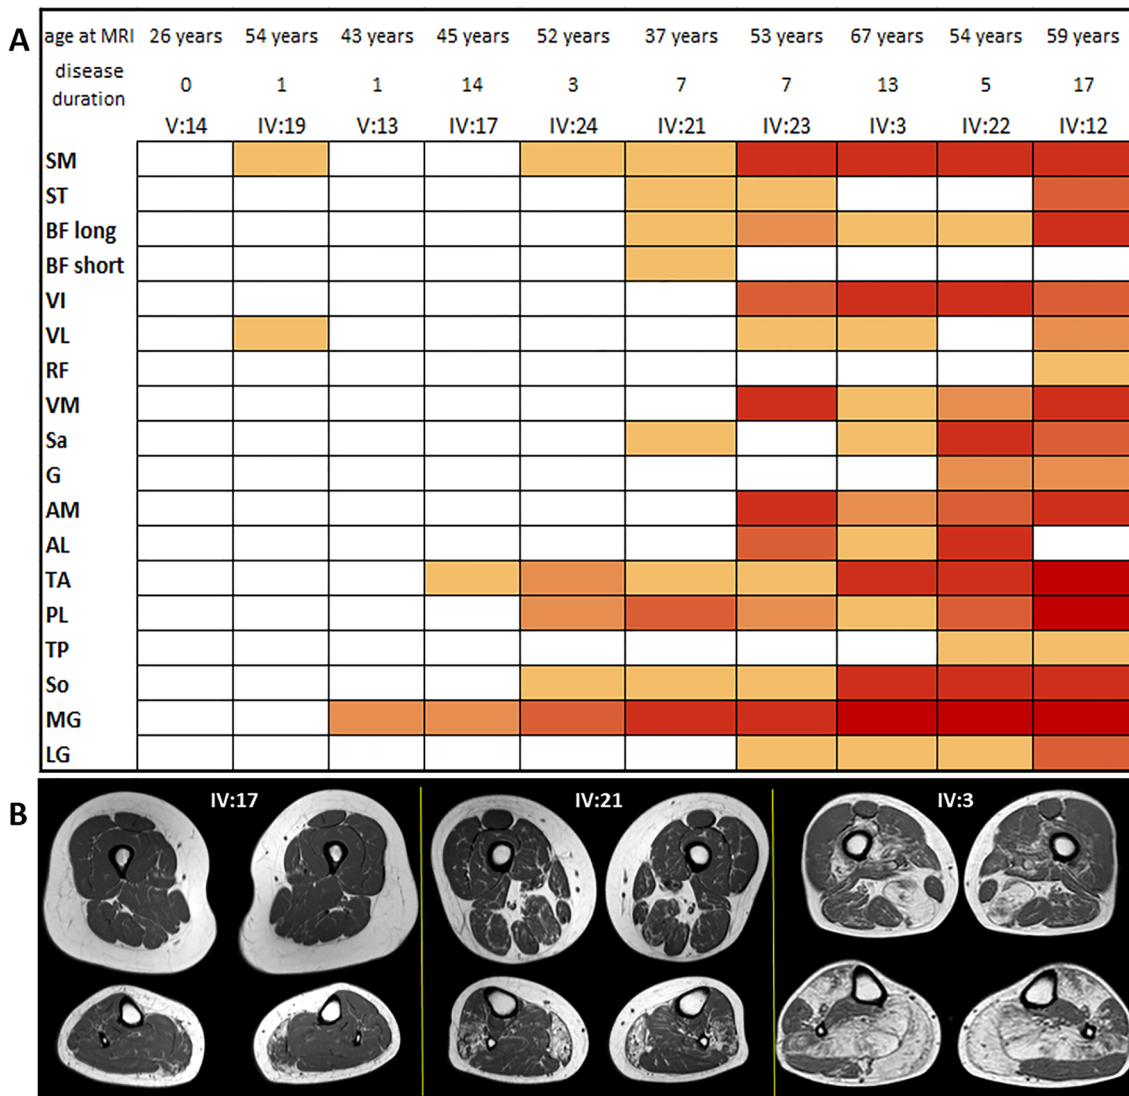 A
age at MRI 26 years 54 years 43 years 45 years 52 years 37 years 53 years 67 years 54 years 59 years
disease
duration 0 1 1 14 3 7 7 13 5 17
V:14 IV:19 V:13 IV:17 IV:24 IV:21 IV:23 IV:3 IV:22 IV:12
SM
ST
BF long
BF short
VI
VL
RF
VM
Sa
G
AM
AL
TA
PL
TP
So
MG
LG
B
IV:17 IV:21 IV:3